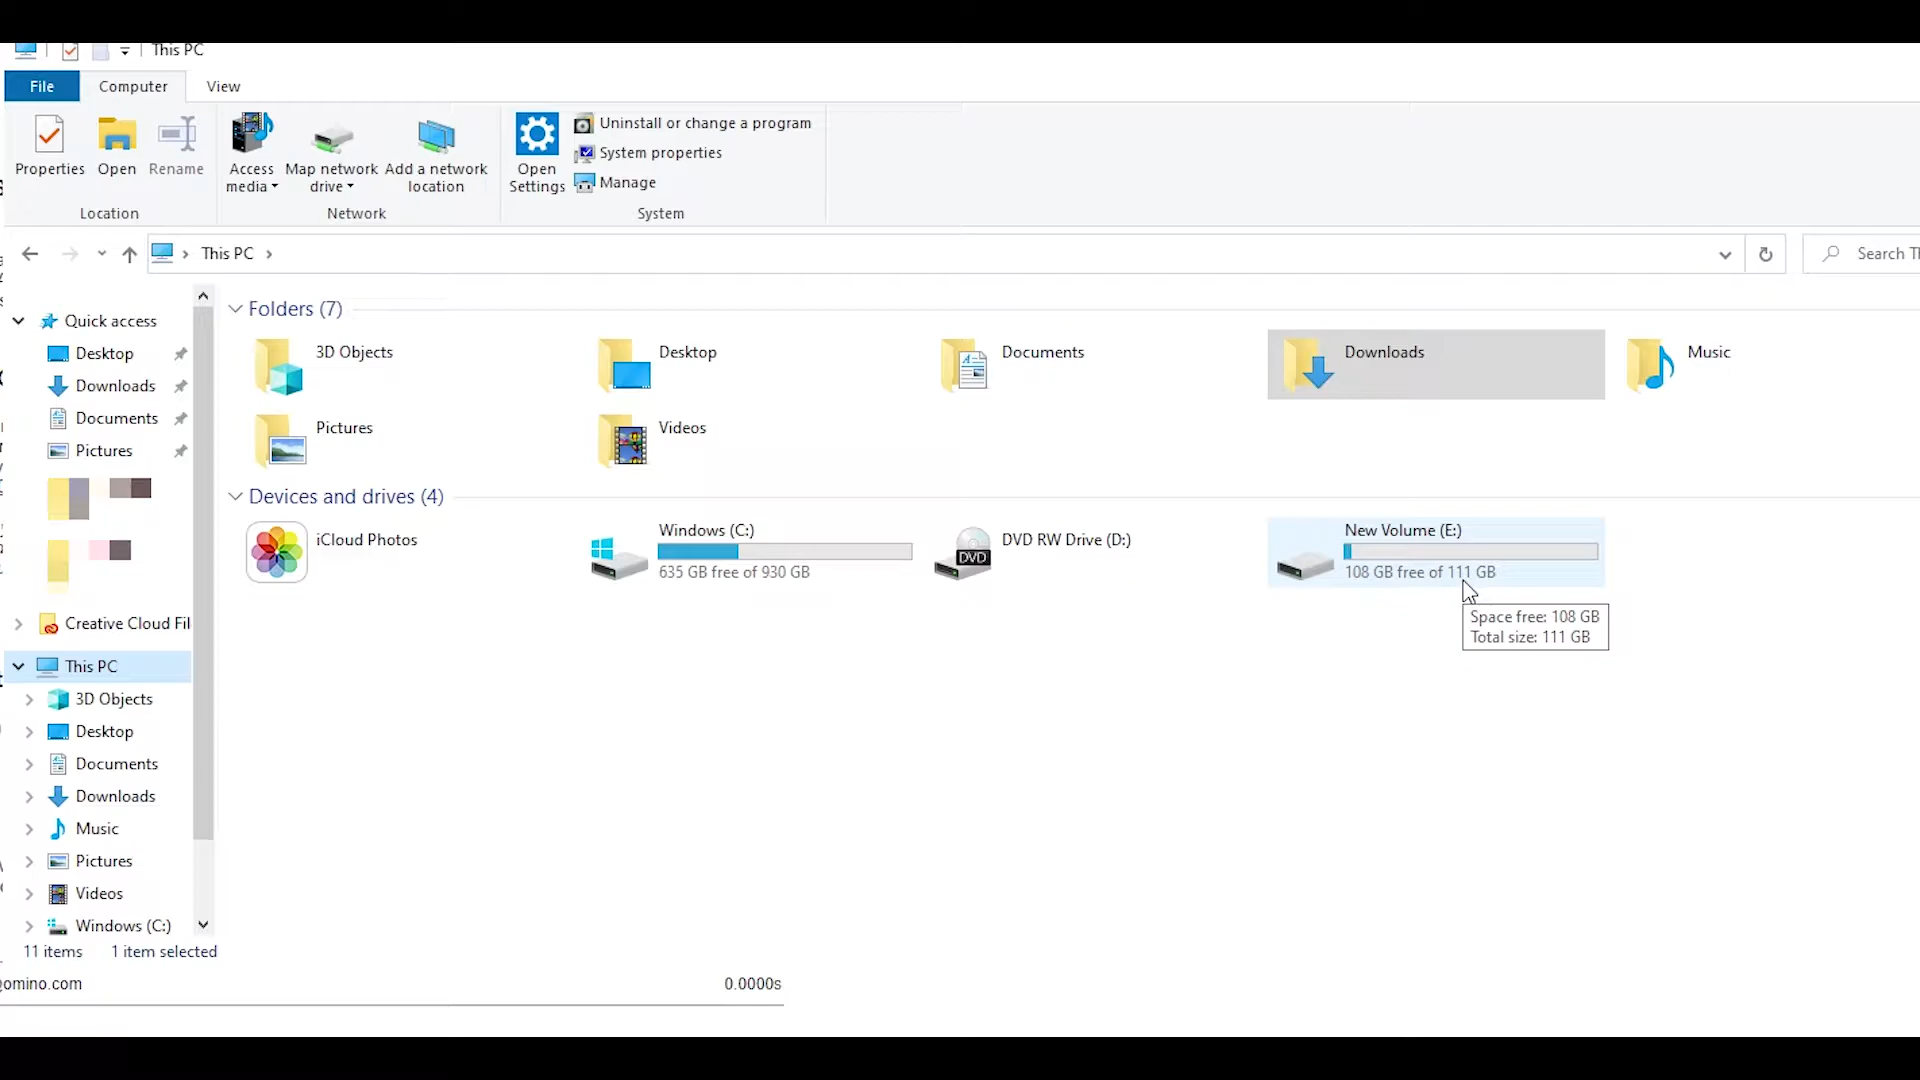 This PC
File
Computer
View
Properties
Open
Rename
Access
media
Map network
drive
Add a network
location
Open
Settings
Uninstall or change a program
System properties
Manage
Location
Network
System
This PC
Search Th
Quick access
Desktop
Downloads
Documents
Pictures
Creative Cloud Fil
This PC
3D Objects
Desktop
Documents
Downloads
Music
Pictures
Videos
Windows (C:)
Folders (7)
3D Objects
Desktop
Documents
Downloads
Music
Pictures
Videos
Devices and drives (4)
iCloud Photos
Windows (C:)
635 GB free of 930 GB
DVD RW Drive (D:)
DVD
New Volume (E:)
108 GB free of 111 GB
Space free: 108 GB
Total size: 111 GB
11 items
1 item selected
omino.com
0.0000s